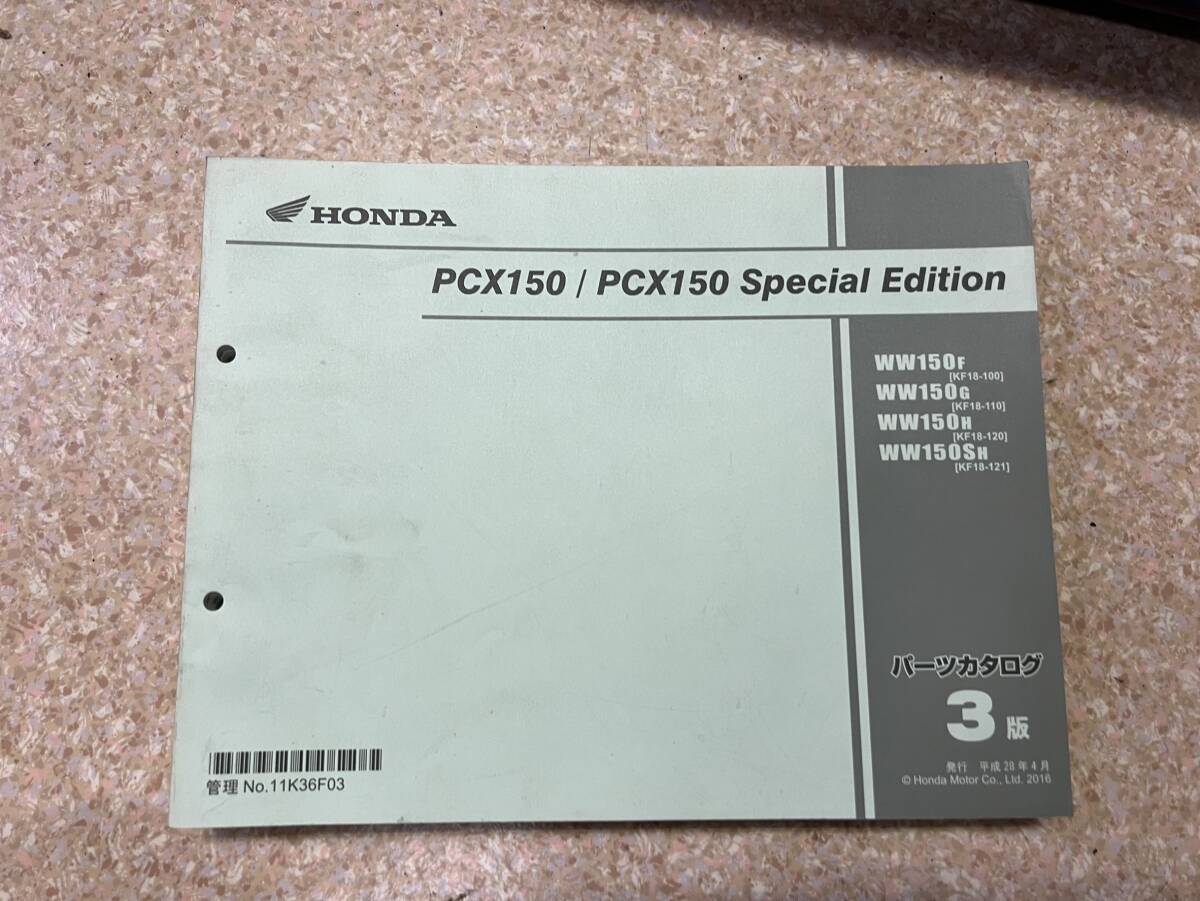 HONDA
PCX150 / PCX150 Special Edition
WW150F
[KF18-100]
WW150G
[KF18-110]
WW150H
[KF18-120]
WW150SH
[KF18-121]
パーツカタログ
3版
発行 平成28年4月
© Honda Motor Co., Ltd. 2016
管理 No.11K36F03